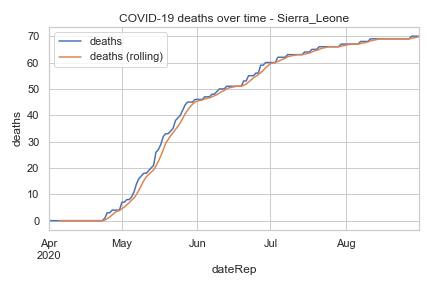 COVID-19 deaths over time - Sierra_Leone
deaths
deaths (rolling)
70
60
50
40
30
20
10
0
deaths
Apr
2020
May
Jun
Jul
Aug
dateRep